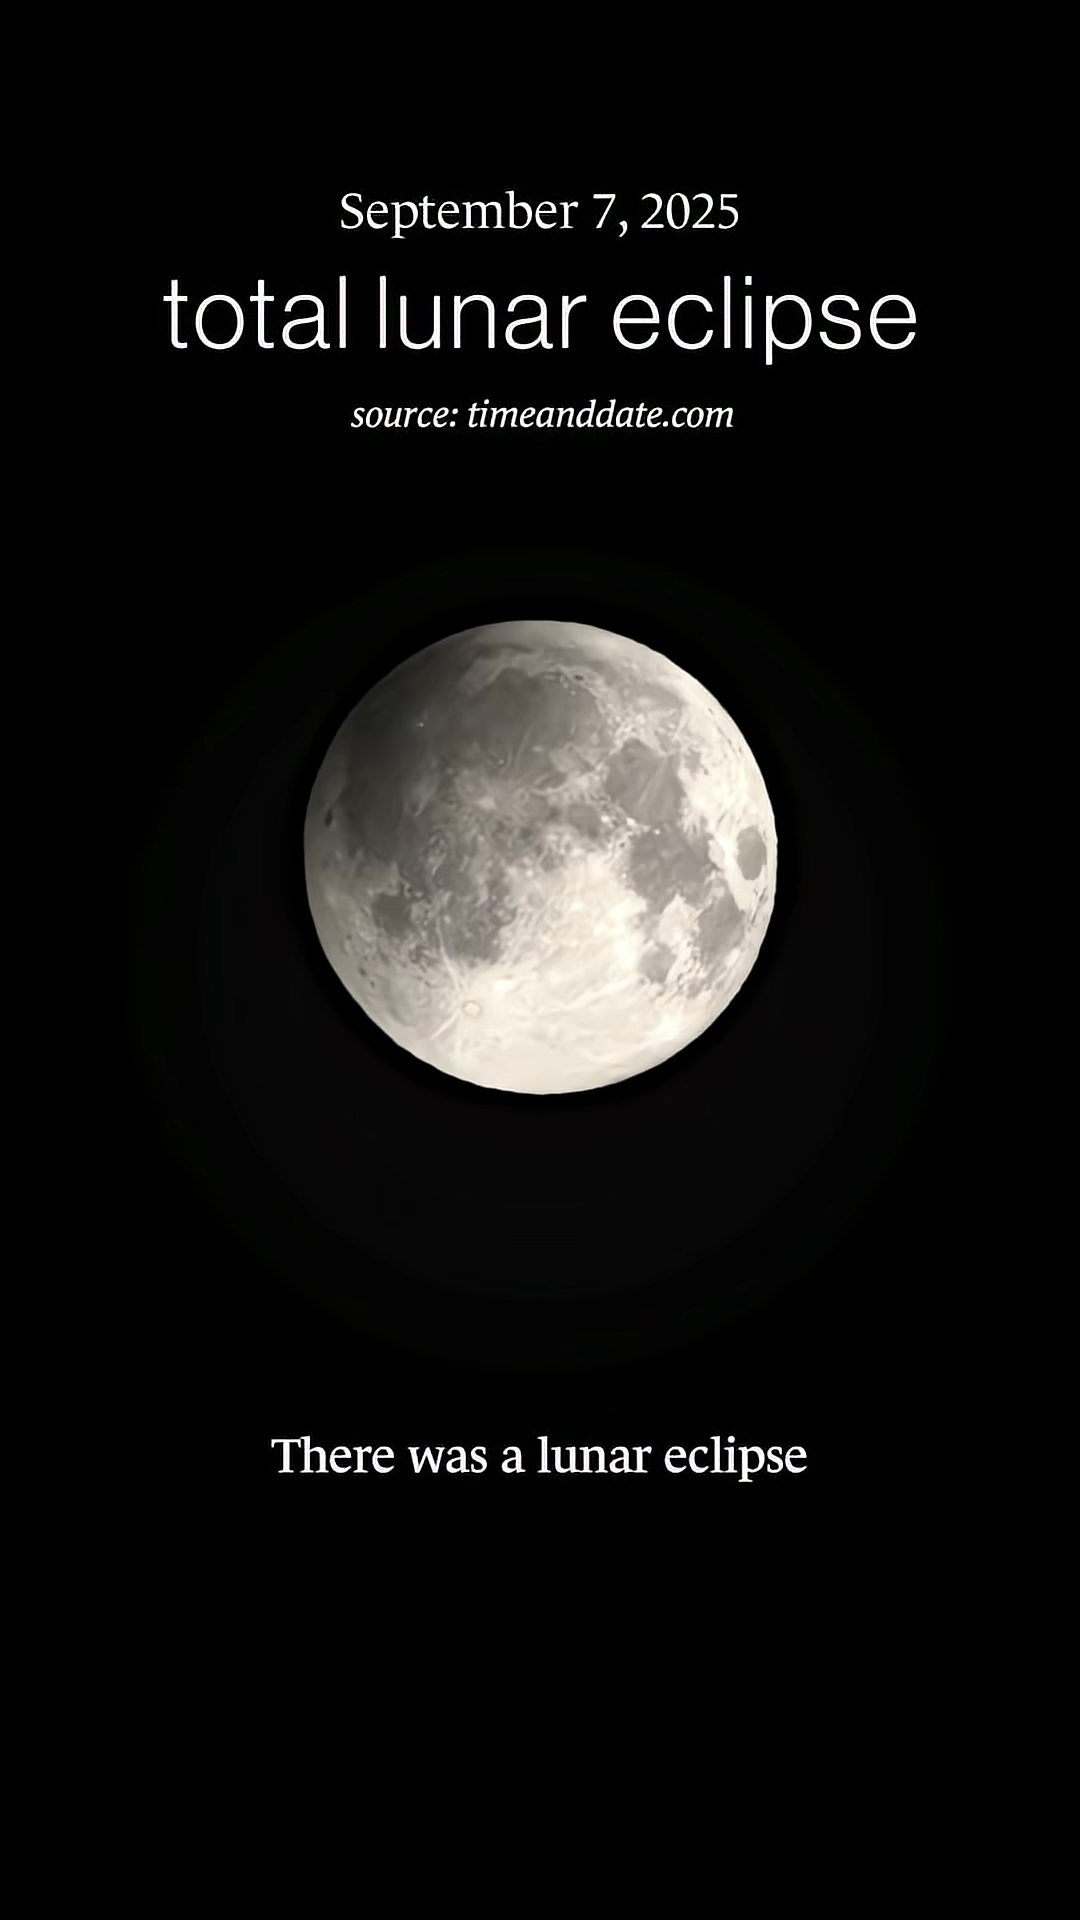 September 7, 2025
total lunar eclipse
source: timeanddate.com
There was a lunar eclipse